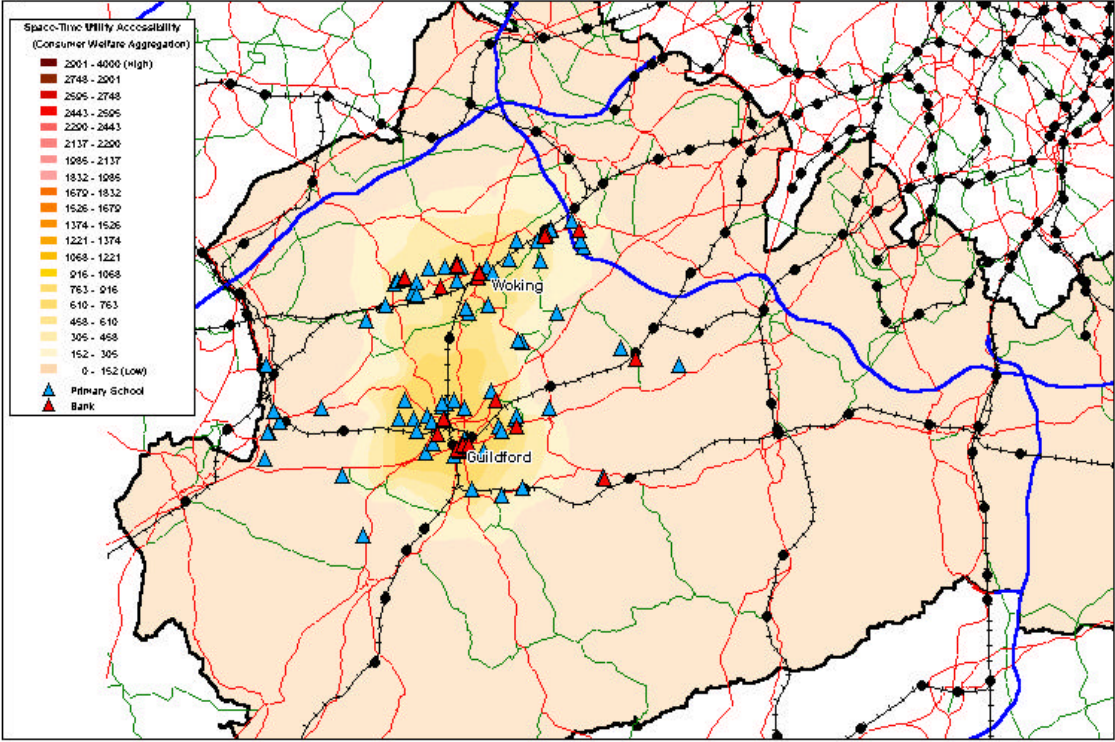 Space-Time Utility Accessibility
(Consumer Welfare Aggregation)
2901 - 4000 (High)
2748 - 2901
2595 - 2748
2443 - 2595
2290 - 2443
2137 - 2290
1985 - 2137
1832 - 1985
1679 - 1832
1526 - 1679
1374 - 1526
1221 - 1374
1068 - 1221
916 - 1068
763 - 916
610 - 763
458 - 610
305 - 458
152 - 305
0 - 152 (Low)
Primary School
Bank
Woking
Guildford